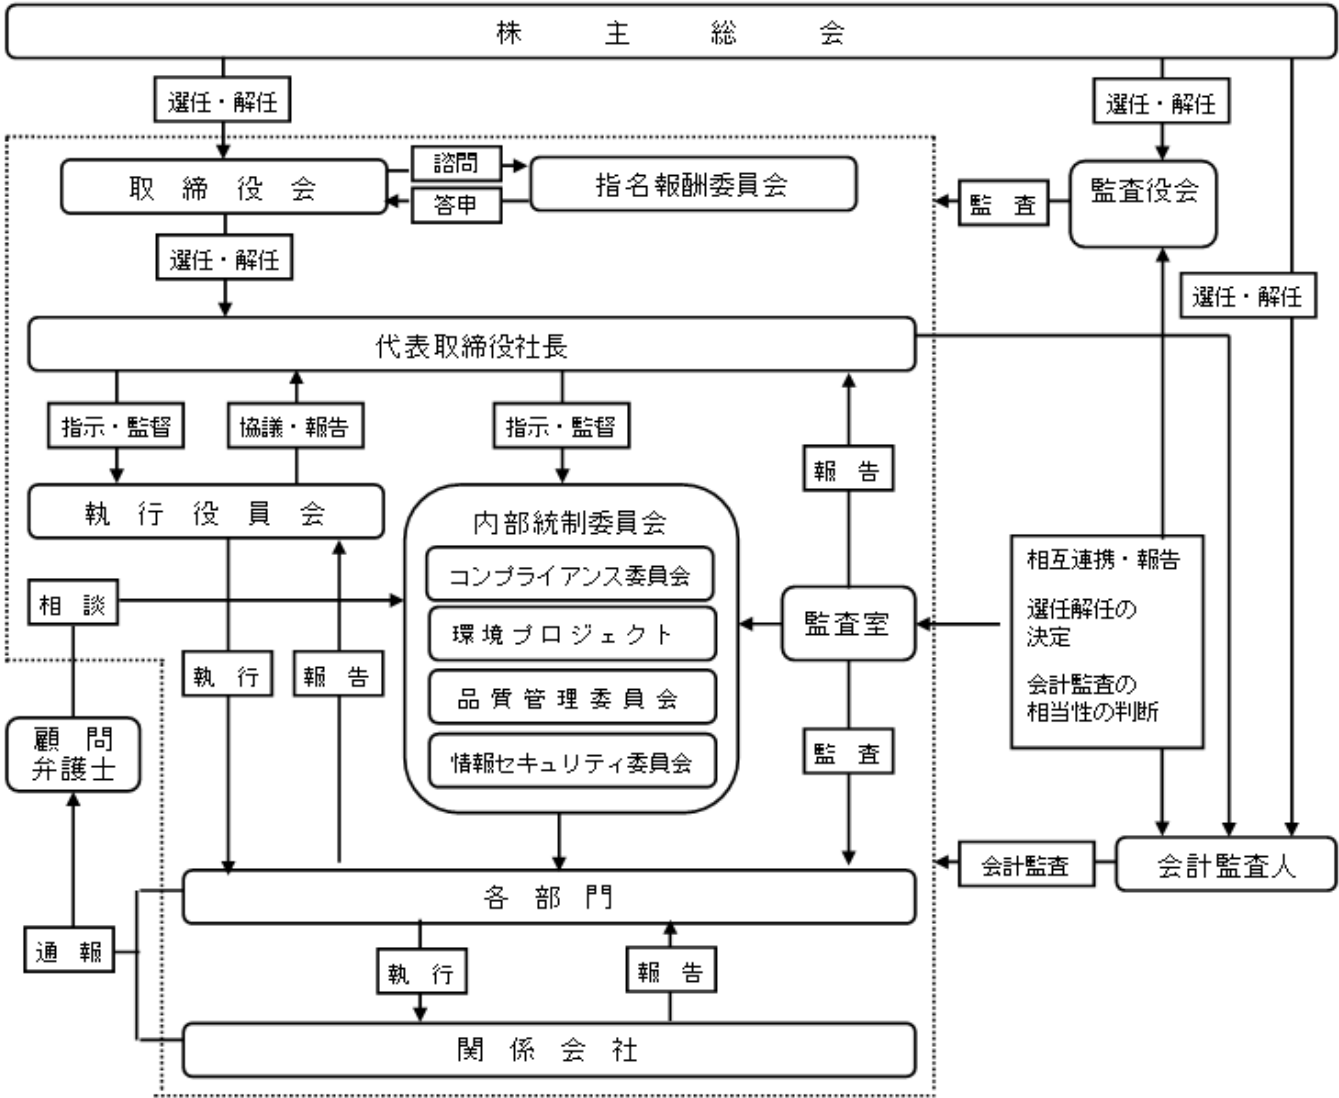 株主総会
選任・解任
選任・解任
取締役会
諮問
答申
指名報酬委員会
監査
監査役会
選任・解任
選任・解任
代表取締役社長
指示・監督
協議・報告
指示・監督
報告
執行役員会
内部統制委員会
コンプライアンス委員会
環境プロジェクト
品質管理委員会
情報セキュリティ委員会
相談
監査室
相互連携・報告
選任解任の
決定
会計監査の
相当性の判断
執行
報告
顧問
弁護士
監査
会計監査
会計監査人
各部門
通報
執行
報告
関係会社